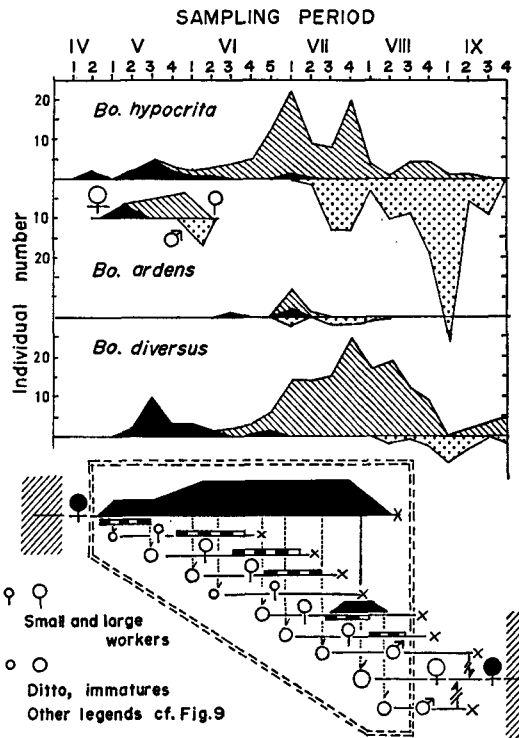 SAMPLING PERIOD
IV V VI VII VIII IX
1 2 1 2 3 4 1 2 3 4 5 1 2 3 4 1 2 3 4 1 2 3 4
20
10
Bo. hypocrita
10
20
Bo. ardens
Individual number
Bo. diversus
20
10
Small and large
workers
Ditto, immatures
Other legends cf. Fig.9